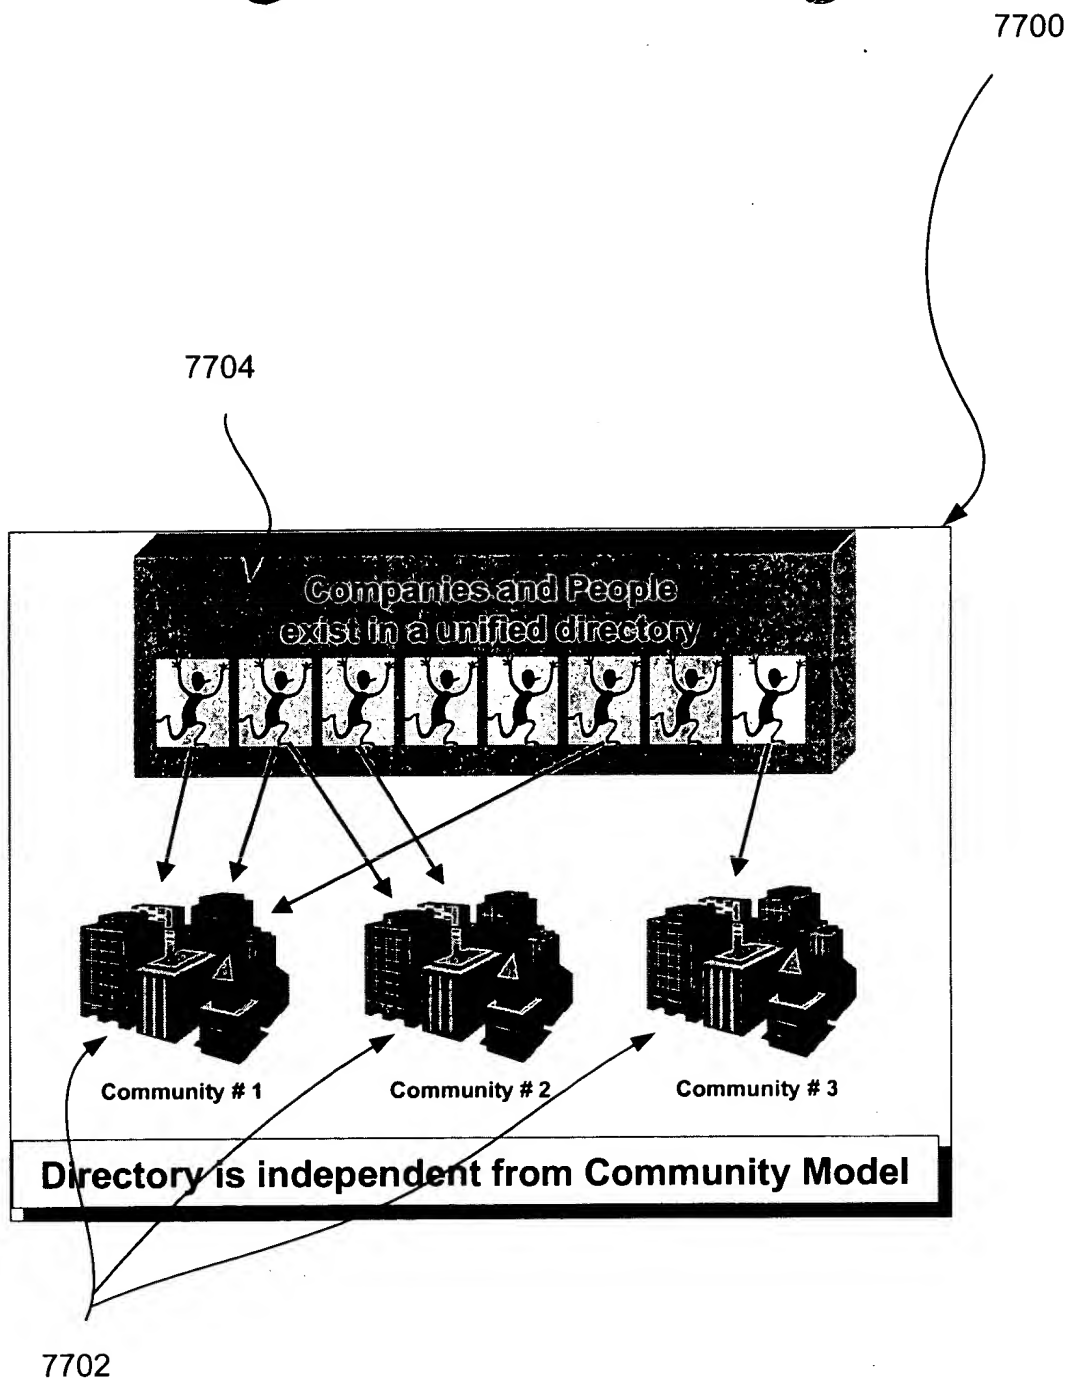 7700
7704
Companies and People
exist in a unified directory
Community # 1
Community # 2
Community # 3
Directory is independent from Community Model
7702